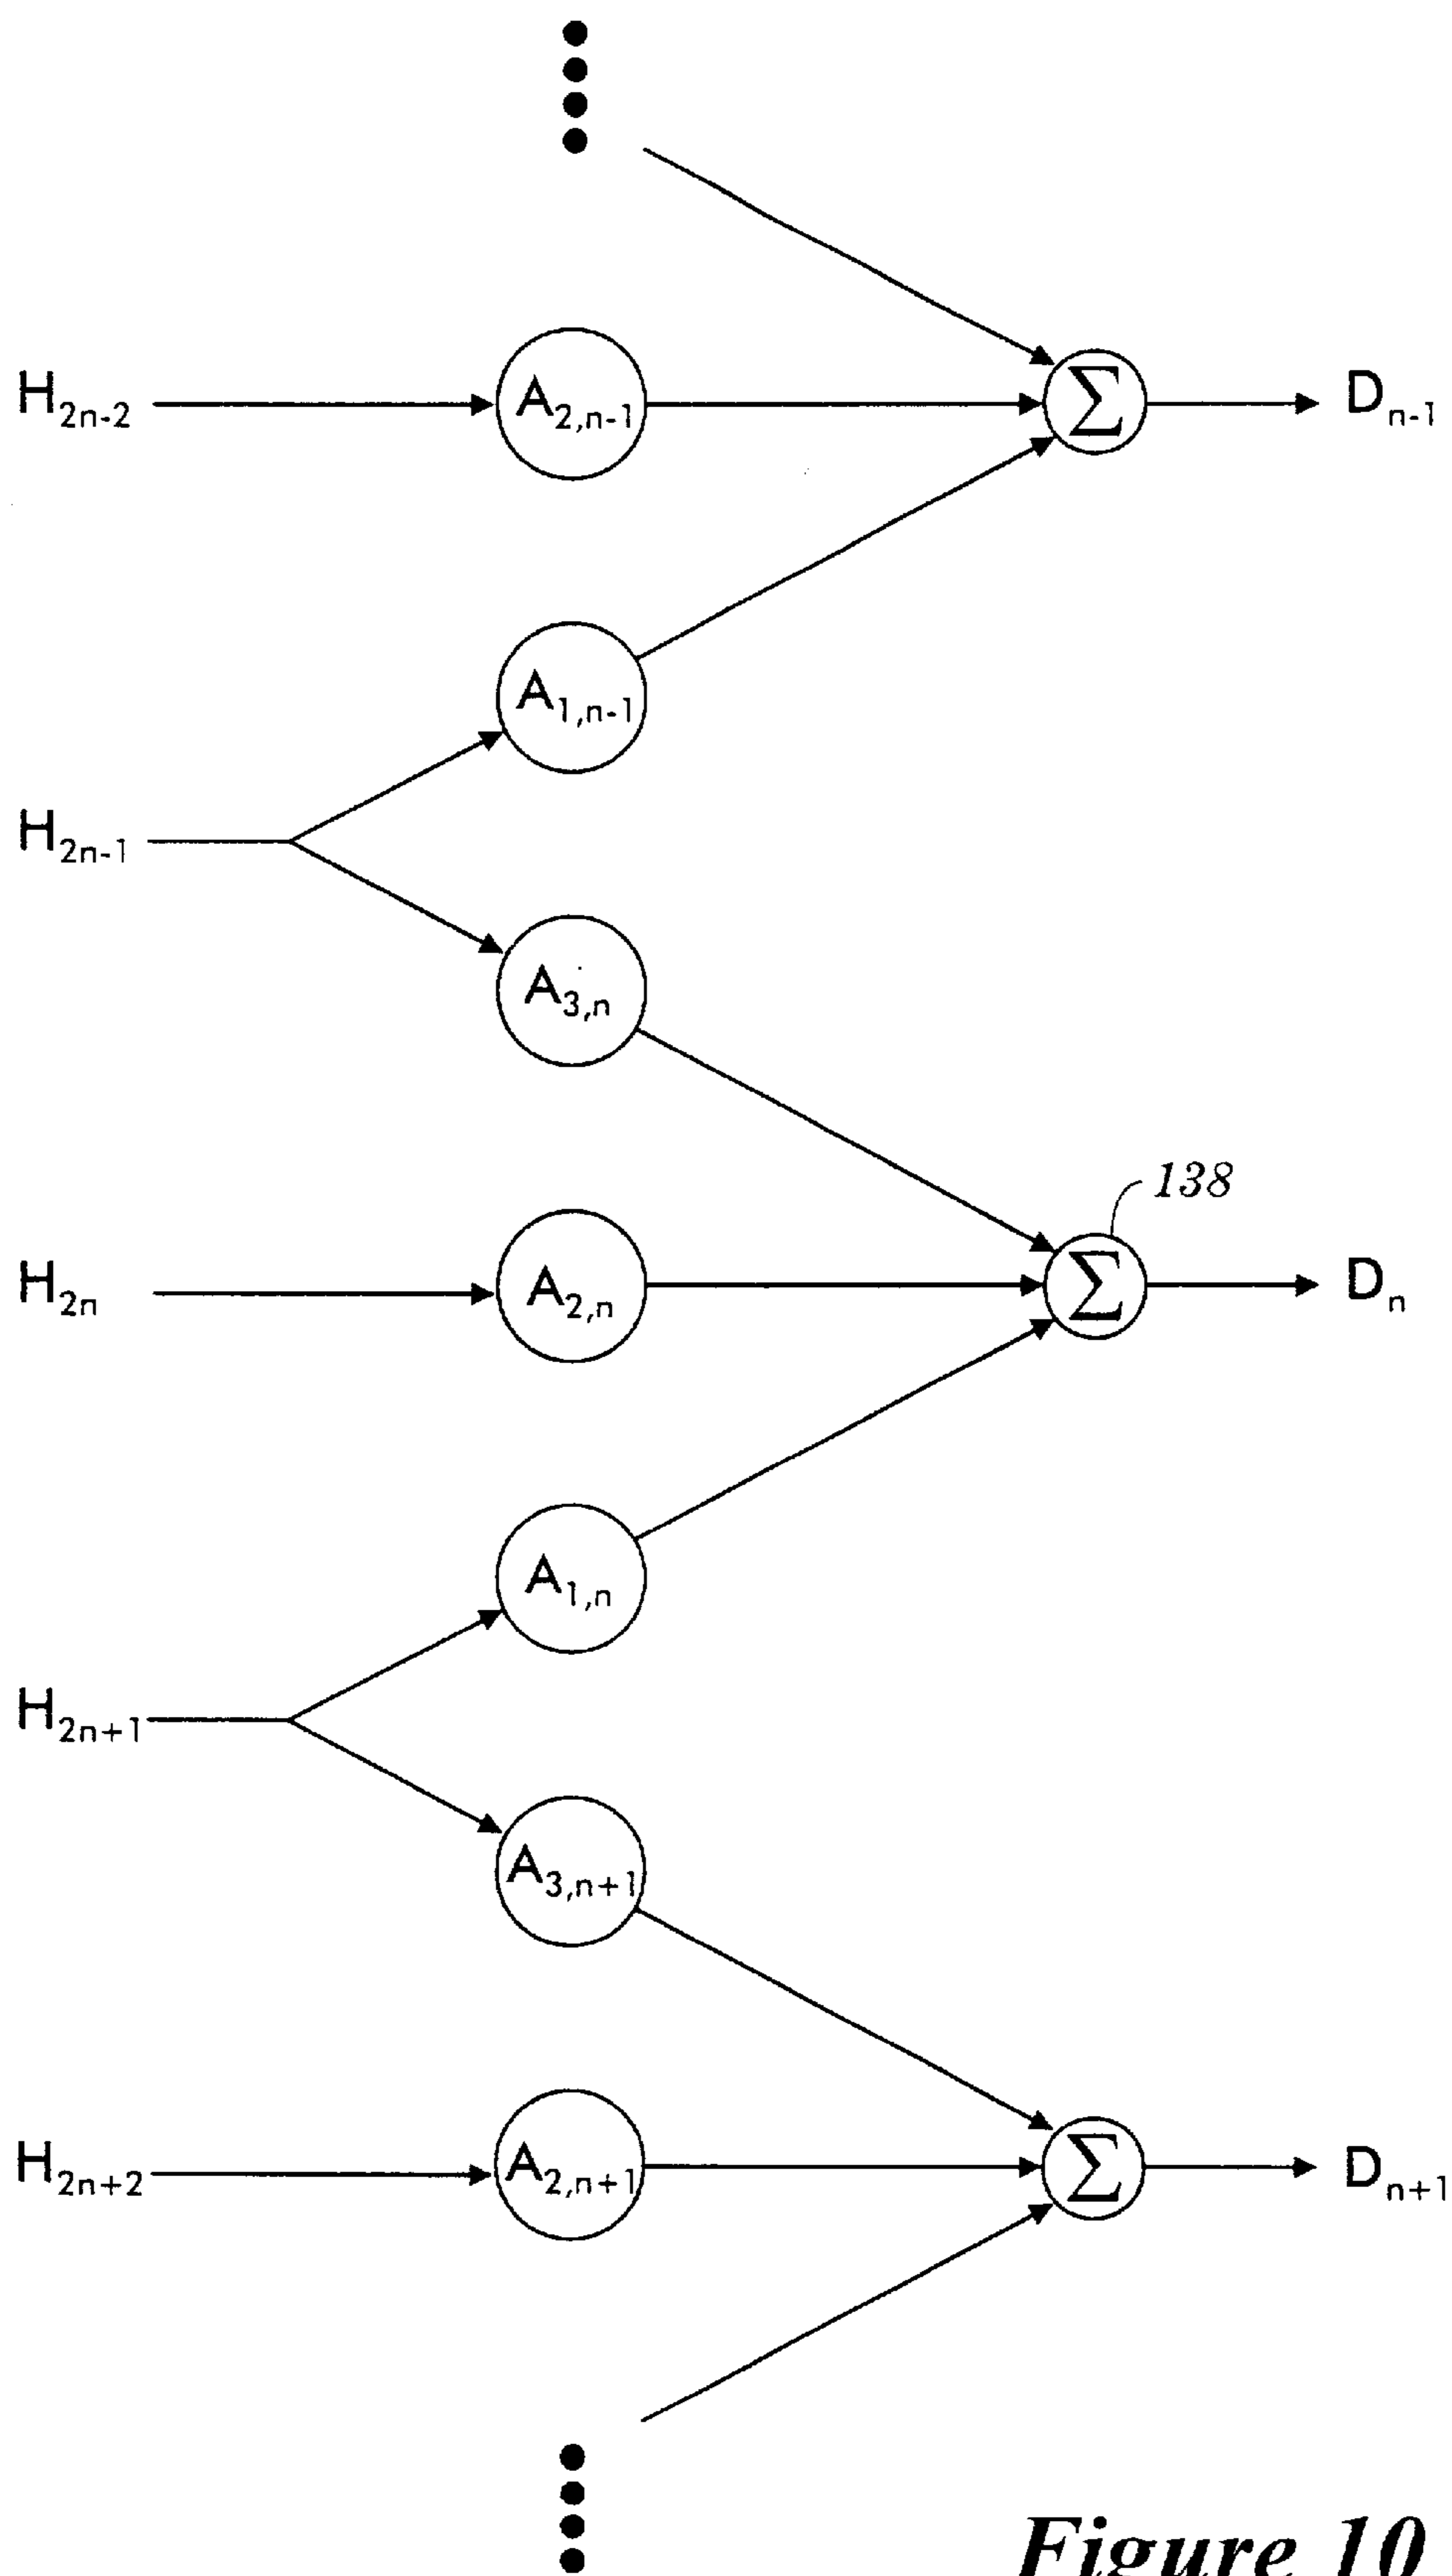 H2n-2 A2,n-1 Σ Dn-1
A1,n-1
H2n-1
A3,n
138
H2n A2,n Σ Dn
A1,n
H2n+1
A3,n+1
H2n+2 A2,n+1 Σ Dn+1
Figure 10